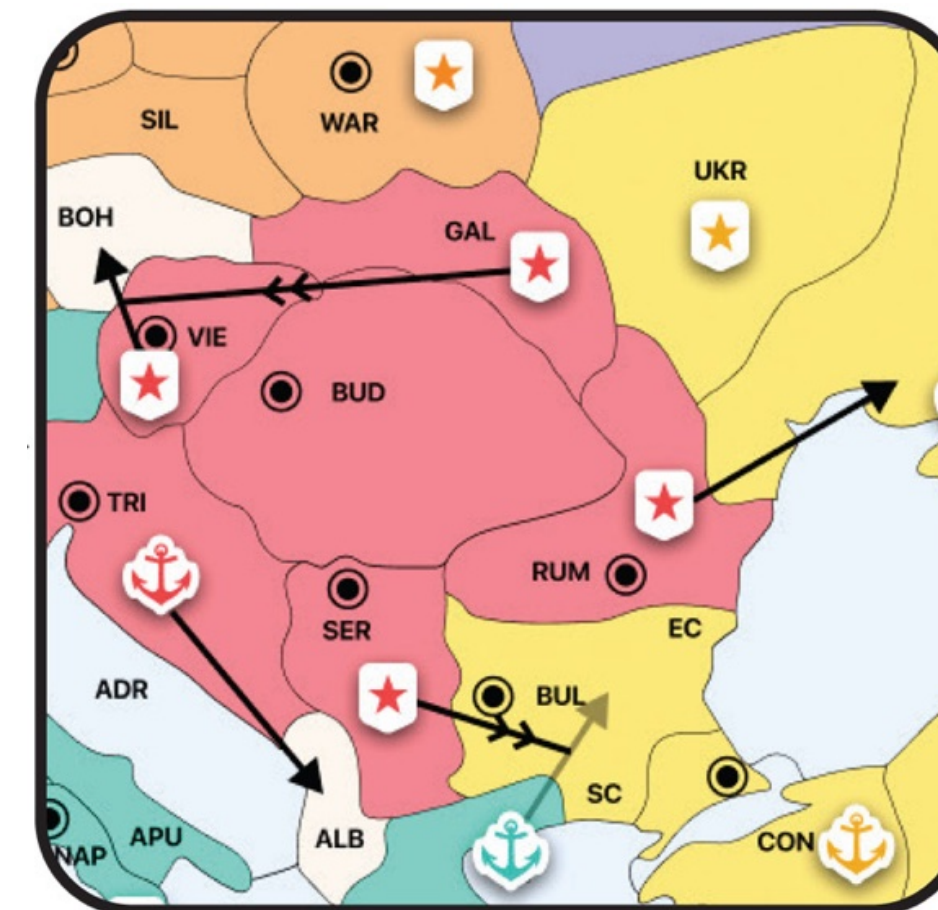 WAR
SIL
UKR
BOH
GAL
VIE
BUD
TRI
RUM
SER
EC
ADR
BUL
SC
APU
ALB
CON
NAP